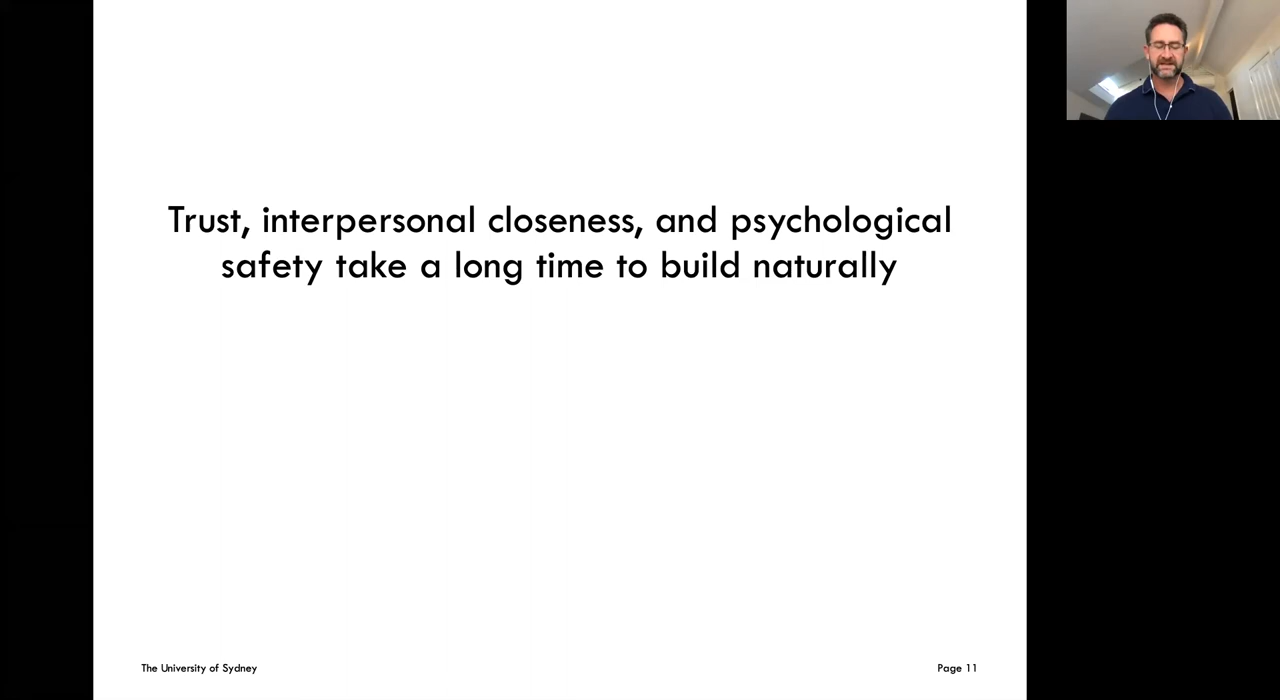 Trust, interpersonal closeness, and psychological
safety take a long time to build naturally
The University of Sydney
Page 11